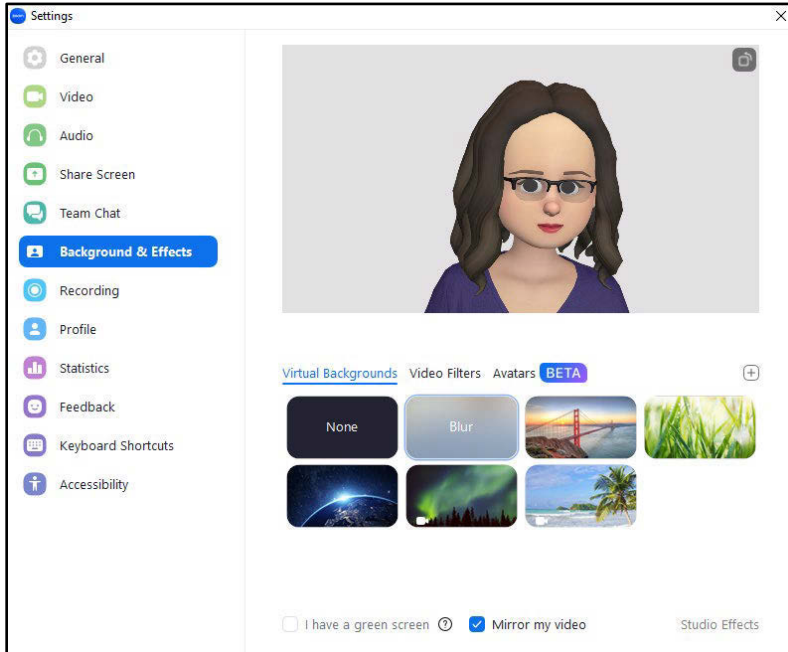 Settings
General
Video
Audio
Share Screen
Team Chat
Background & Effects
Recording
Profile
Statistics
Feedback
Keyboard Shortcuts
Accessibility
Virtual Backgrounds Video Filters Avatars BETA
None Blur
I have a green screen Mirror my video Studio Effects